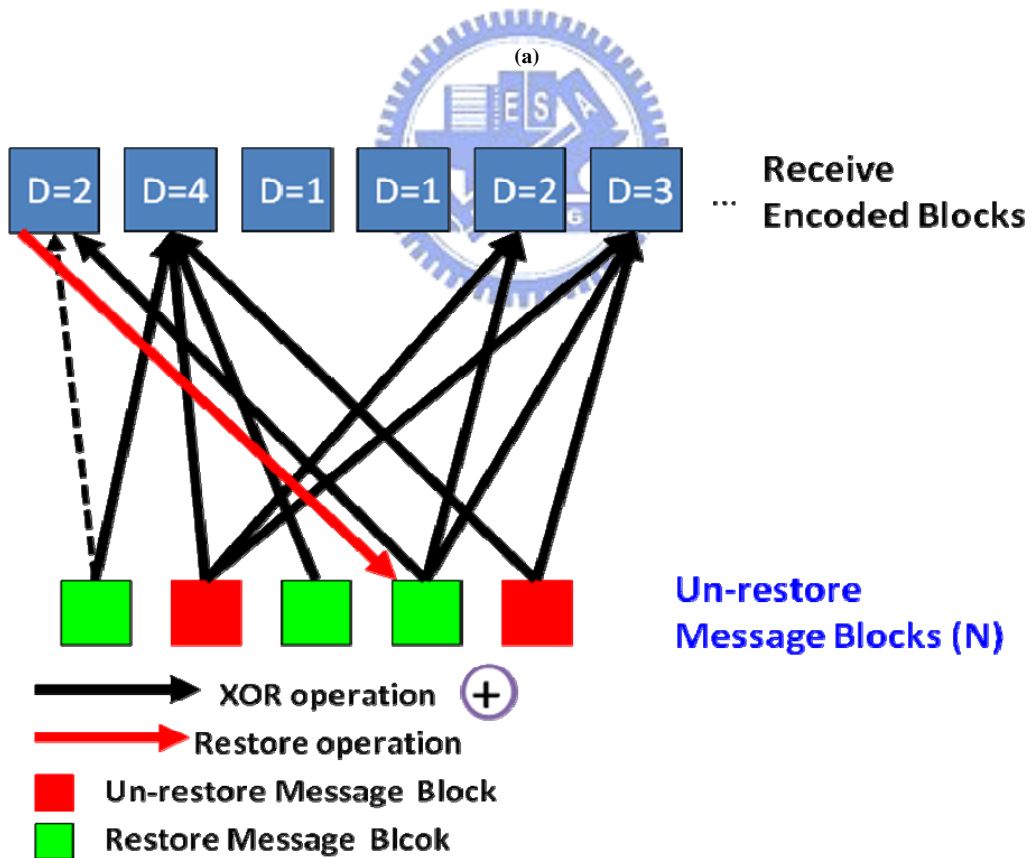 (a)
E S A
D=2 D=4 D=1 D=1 D=2 D=3 ...
Receive
Encoded Blocks
6
Un-restore
Message Blocks (N)
XOR operation +
Restore operation
Un-restore Message Block
Restore Message Blcok